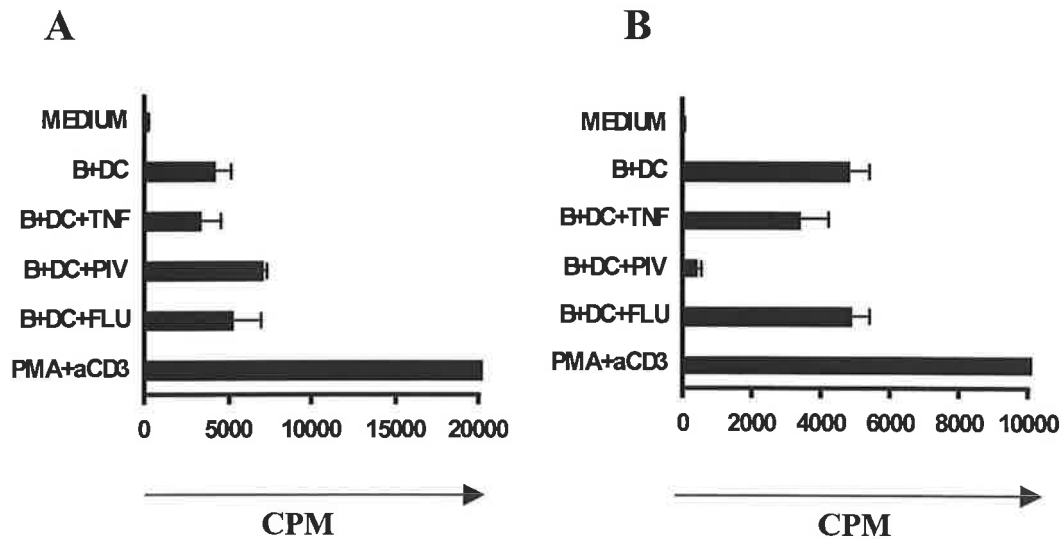 A
MEDIUM
B+DC
B+DC+TNF
B+DC+PIV
B+DC+FLU
PMA+aCD3
0 5000 10000 15000 20000
CPM
B
MEDIUM
B+DC
B+DC+TNF
B+DC+PIV
B+DC+FLU
PMA+aCD3
0 2000 4000 6000 8000 10000
CPM